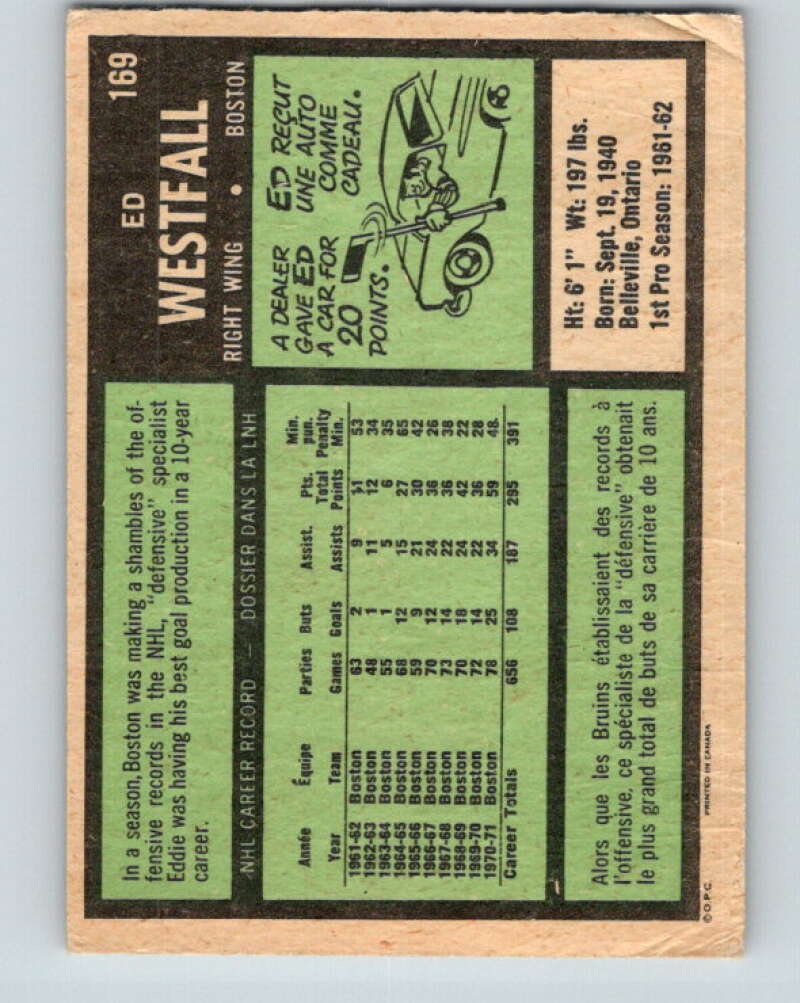 169
ED
WESTFALL
RIGHT WING • BOSTON
In a season, Boston was making a shambles of the of-
fensive records in the NHL, "defensive" specialist
Eddie was having his best goal production in a 10-year
career.
A DEALER
GAVE ED
A CAR FOR
20
POINTS.
ED REÇUT
UNE AUTO
COMME
CADEAU.
NHL CAREER RECORD — DOSSIER DANS LA LNH
Année Équipe Parties Buts Assist. Pts. Min. pun.
Year Team Games Goals Assists Total Points Penalty Min.
1961-62 Boston 63 2 9 11 53
1962-63 Boston 48 1 11 12 34
1963-64 Boston 55 1 5 6 35
1964-65 Boston 68 12 15 27 65
1965-66 Boston 59 9 21 30 42
1966-67 Boston 70 12 24 36 26
1967-68 Boston 73 14 22 36 38
1968-69 Boston 70 18 24 42 22
1969-70 Boston 72 14 22 36 28
1970-71 Boston 78 25 34 59 48
Career Totals 656 108 187 295 391
Ht: 6' 1" Wt: 197 lbs.
Born: Sept. 19, 1940
Belleville, Ontario
1st Pro Season: 1961-62
Alors que les Bruins établissaient des records à
l'offensive, ce spécialiste de la "défensive" obtenait
le plus grand total de buts de sa carrière de 10 ans.
© O.P.C. PRINTED IN CANADA